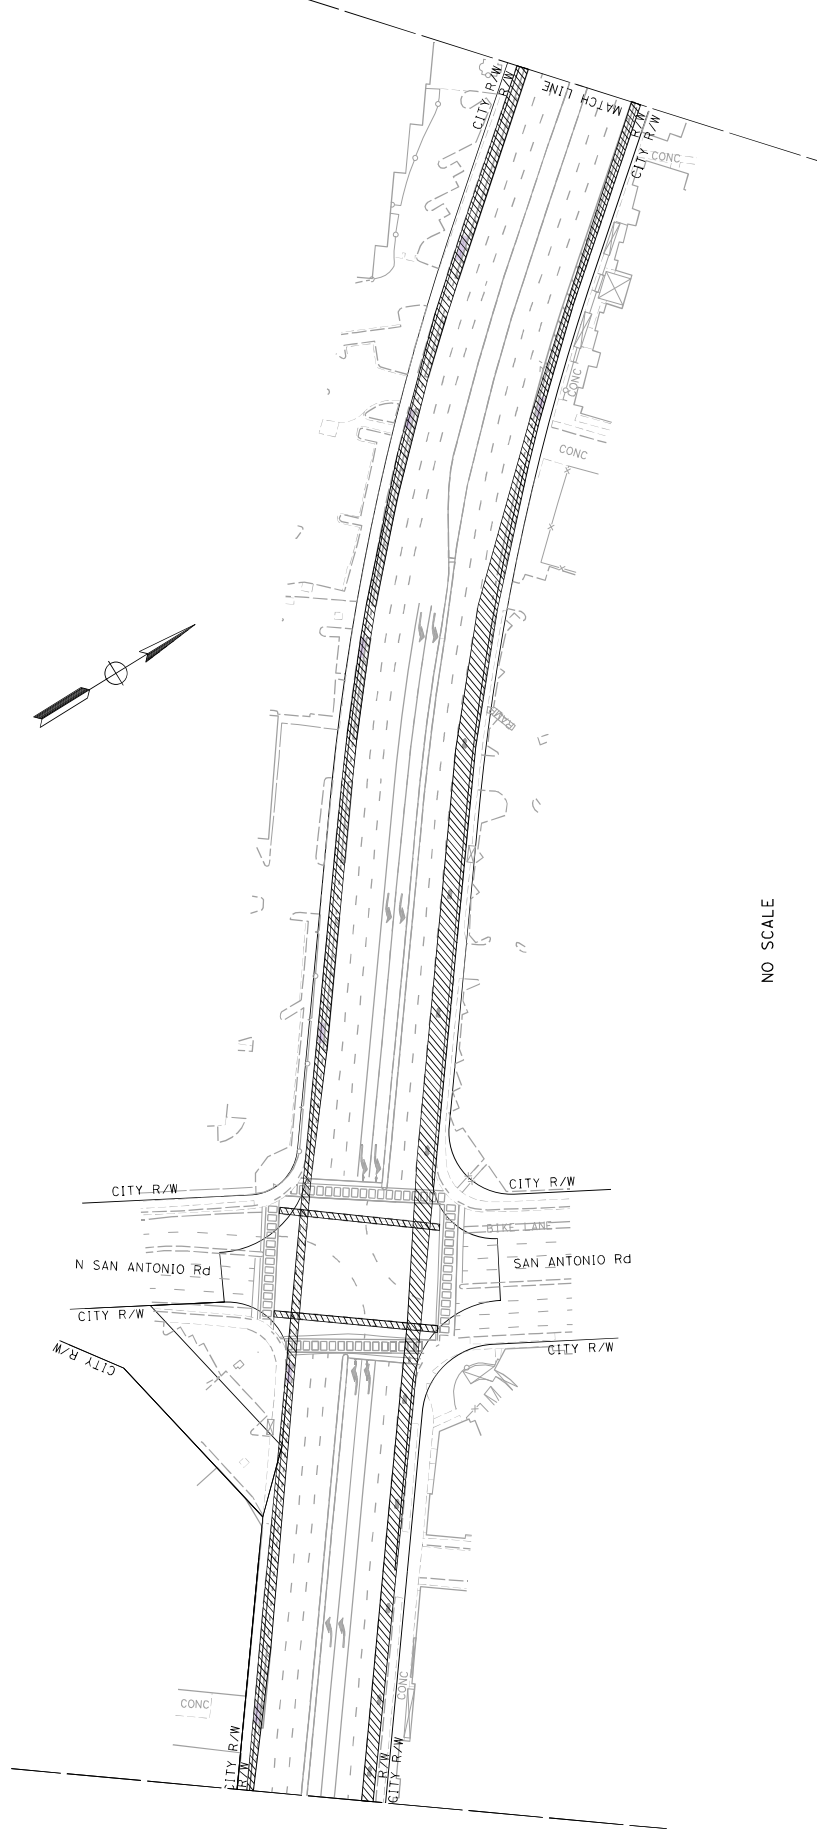 CITY R/W
R/W
MATCH LINE
R/W
CITY R/W
CONC
CONC
CONC
RAMP
NO SCALE
CITY R/W
CITY R/W
BIKE LANE
N SAN ANTONIO Rd
SAN ANTONIO Rd
CITY R/W
CITY R/W
CITY R/W
CONC
CONC
CITY R/W
R/W
R/W
CITY R/W